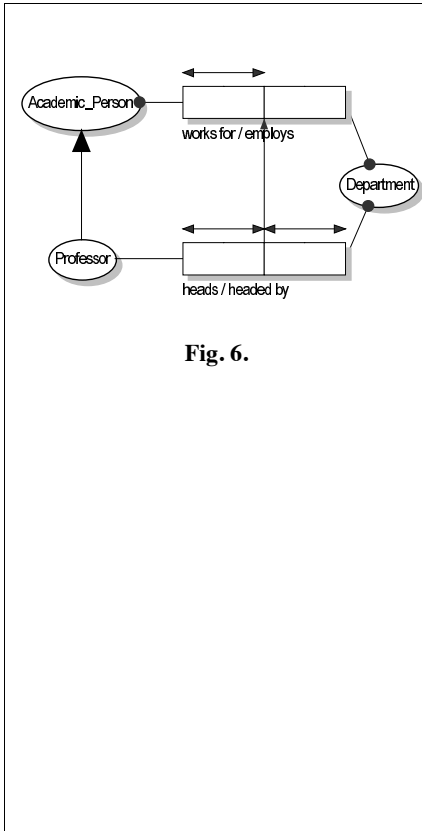 Academic_Person
works for / employs
Department
Professor
heads / headed by
Fig. 6.